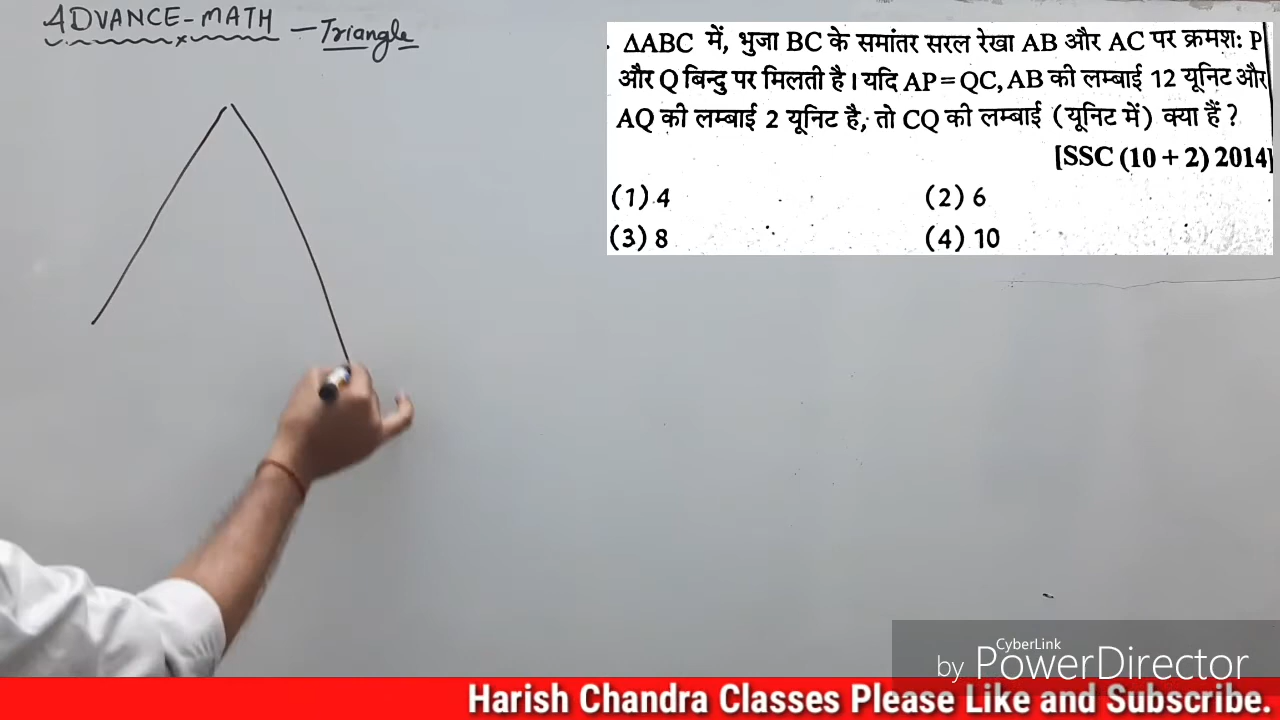 ADVANCE-MATH - Triangle
ΔABC में, भुजा BC के समांतर सरल रेखा AB और AC पर क्रमश: P
और Q बिन्दु पर मिलती है। यदि AP = QC, AB की लम्बाई 12 यूनिट और
AQ की लम्बाई 2 यूनिट है, तो CQ की लम्बाई (यूनिट में) क्या हैं ?
[SSC (10 + 2) 2014]
(1) 4 (2) 6
(3) 8 (4) 10
CyberLink
by PowerDirector
Harish Chandra Classes Please Like and Subscribe.